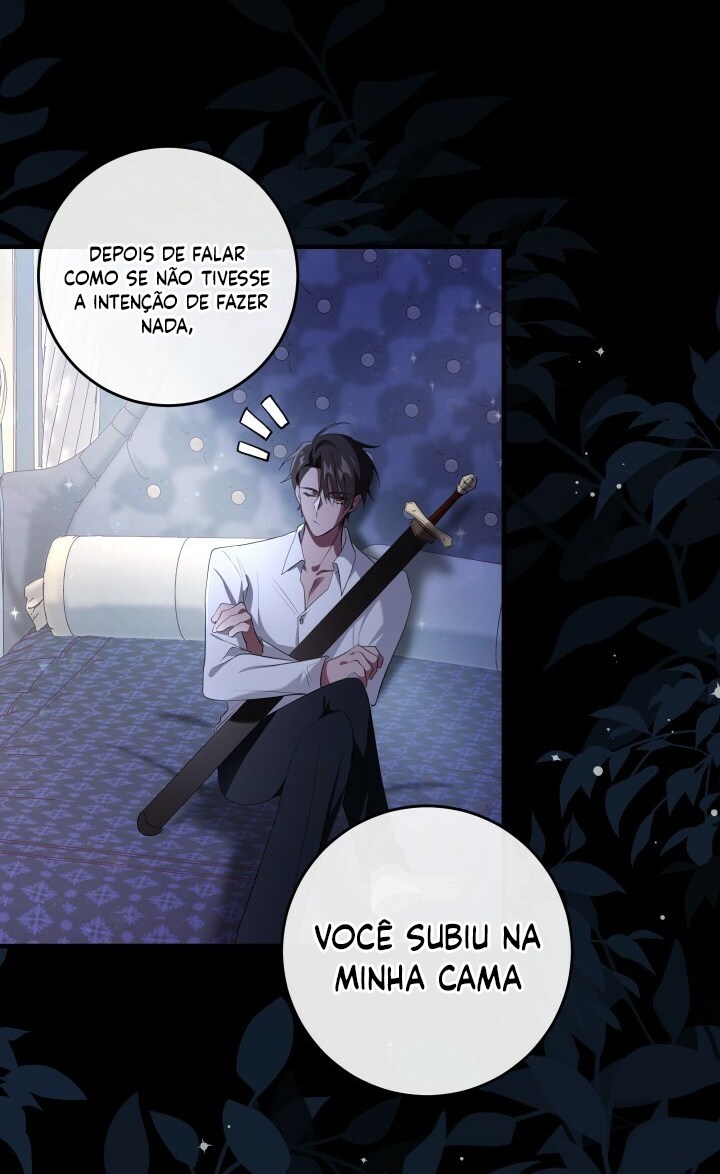 DEPOIS DE FALAR
COMO SE NÃO TIVESSE
A INTENÇÃO DE FAZER
NADA,
VOCÊ SUBIU NA
MINHA CAMA